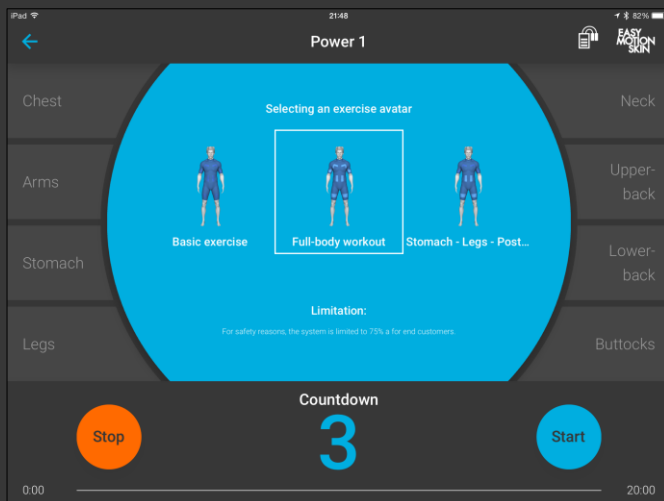 iPad 21:48 82%
Power 1
EASY
MOTION
SKIN
Selecting an exercise avatar
Chest
Neck
Arms
Upper-
back
Basic exercise Full-body workout Stomach - Legs - Post...
Stomach
Lower-
back
Limitation:
For safety reasons, the system is limited to 75% a for end customers.
Legs
Buttocks
Countdown
Stop
3
Start
0:00 20:00